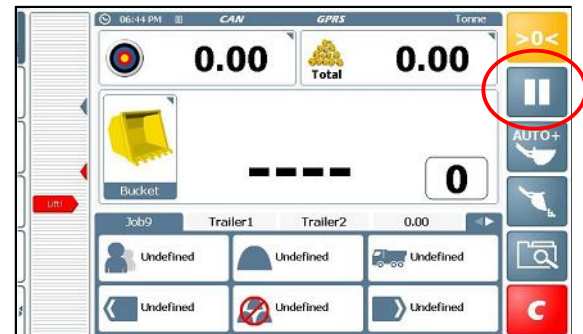 06:44 PM CAN GPRS Tonne
0.00
Total
0.00
>0<
AUTO+
Bucket
----
0
Lift!
Job9 Trailer1 Trailer2 0.00
Undefined Undefined Undefined
Undefined Undefined Undefined
C